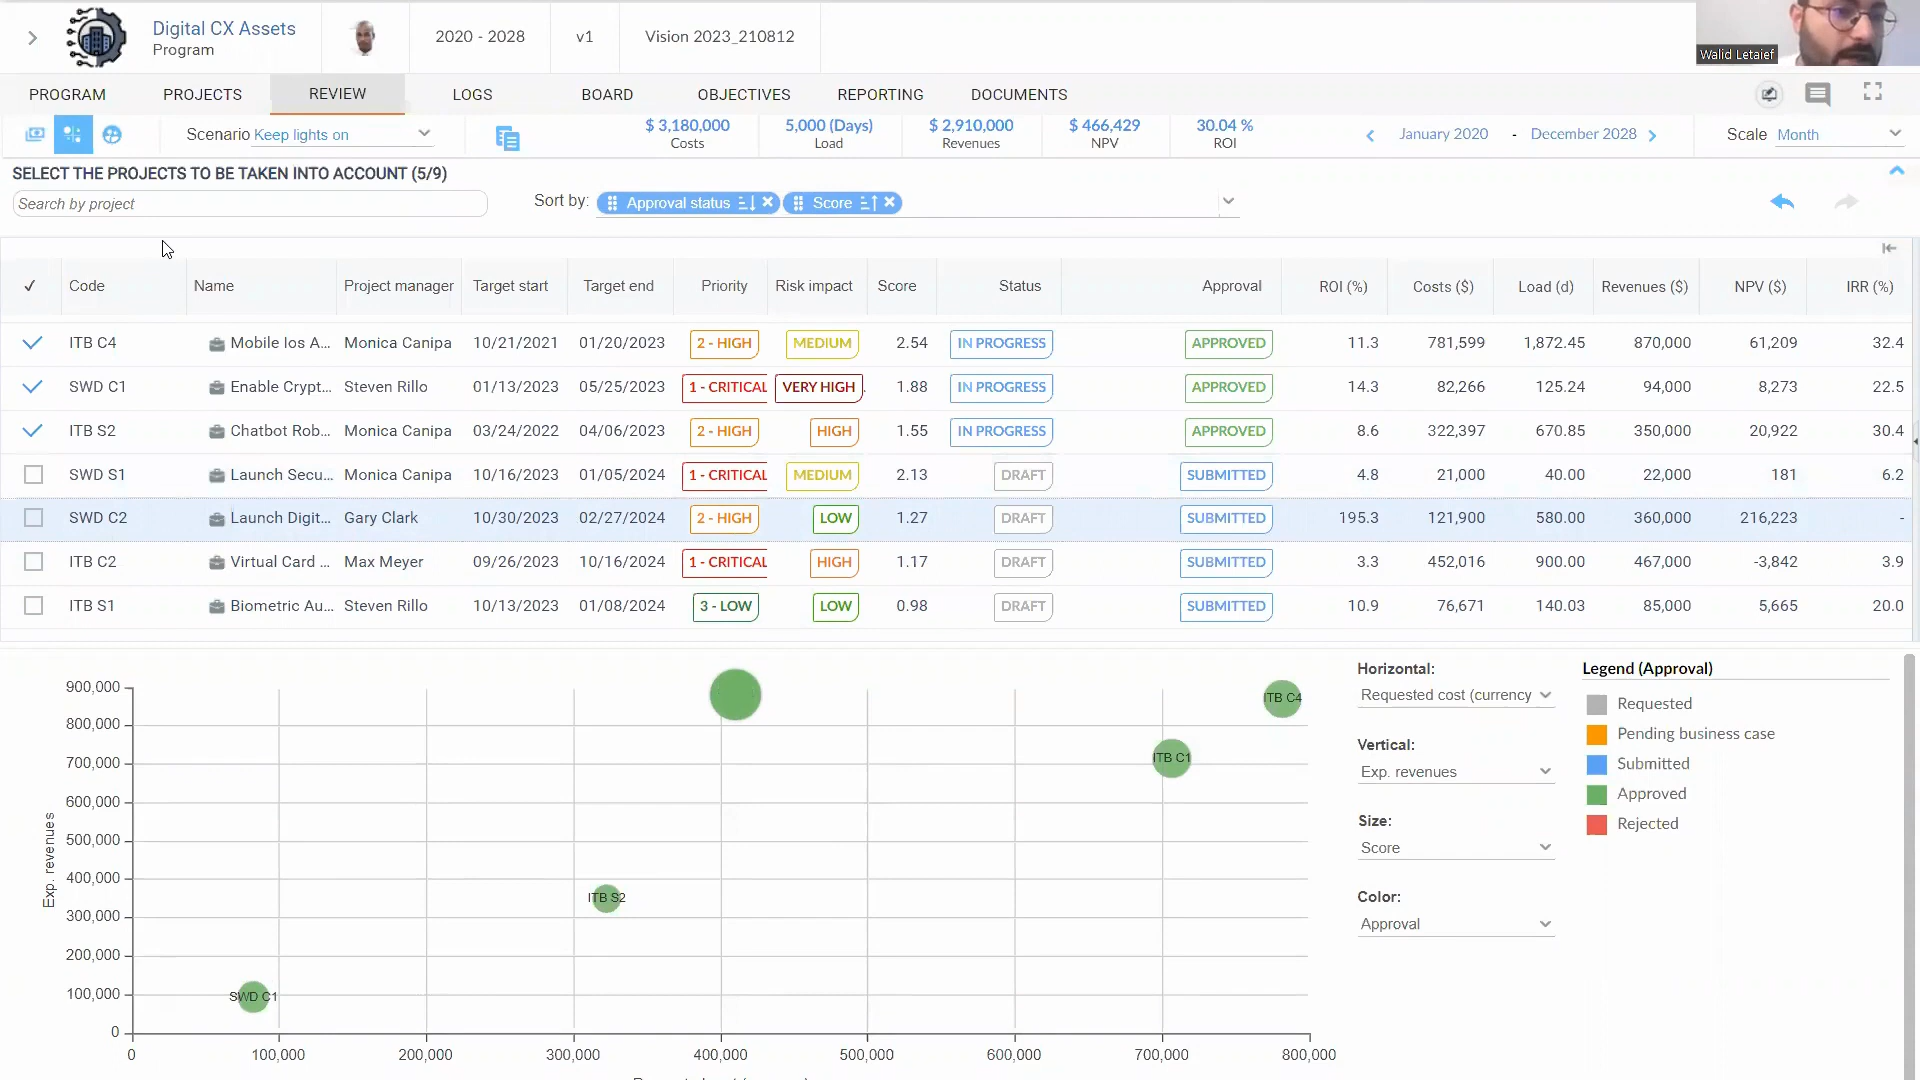 Digital CX Assets
Program
2020 - 2028
v1
Vision 2023_210812
Walid Letaief
PROGRAM
PROJECTS
REVIEW
LOGS
BOARD
OBJECTIVES
REPORTING
DOCUMENTS
Scenario Keep lights on
$ 3,180,000
Costs
5,000 (Days)
Load
$ 2,910,000
Revenues
$ 466,429
NPV
30.04 %
ROI
January 2020 - December 2028
Scale Month
SELECT THE PROJECTS TO BE TAKEN INTO ACCOUNT (5/9)
Search by project
Sort by: Approval status Score
Code Name Project manager Target start Target end Priority Risk impact Score Status Approval ROI (%) Costs ($) Load (d) Revenues ($) NPV ($) IRR (%)
ITB C4 Mobile Ios A... Monica Canipa 10/21/2021 01/20/2023 2 - HIGH MEDIUM 2.54 IN PROGRESS APPROVED 11.3 781,599 1,872.45 870,000 61,209 32.4
SWD C1 Enable Crypt... Steven Rillo 01/13/2023 05/25/2023 1 - CRITICAL VERY HIGH 1.88 IN PROGRESS APPROVED 14.3 82,266 125.24 94,000 8,273 22.5
ITB S2 Chatbot Rob... Monica Canipa 03/24/2022 04/06/2023 2 - HIGH HIGH 1.55 IN PROGRESS APPROVED 8.6 322,397 670.85 350,000 20,922 30.4
SWD S1 Launch Secu... Monica Canipa 10/16/2023 01/05/2024 1 - CRITICAL MEDIUM 2.13 DRAFT SUBMITTED 4.8 21,000 40.00 22,000 181 6.2
SWD C2 Launch Digit... Gary Clark 10/30/2023 02/27/2024 2 - HIGH LOW 1.27 DRAFT SUBMITTED 195.3 121,900 580.00 360,000 216,223 -
ITB C2 Virtual Card ... Max Meyer 09/26/2023 10/16/2024 1 - CRITICAL HIGH 1.17 DRAFT SUBMITTED 3.3 452,016 900.00 467,000 -3,842 3.9
ITB S1 Biometric Au... Steven Rillo 10/13/2023 01/08/2024 3 - LOW LOW 0.98 DRAFT SUBMITTED 10.9 76,671 140.03 85,000 5,665 20.0
Exp. revenues
900,000
800,000
700,000
600,000
500,000
400,000
300,000
200,000
100,000
0
ITB C4
ITB C1
ITB S2
SWD C1
0 100,000 200,000 300,000 400,000 500,000 600,000 700,000 800,000
Horizontal:
Requested cost (currency
Vertical:
Exp. revenues
Size:
Score
Color:
Approval
Legend (Approval)
Requested
Pending business case
Submitted
Approved
Rejected